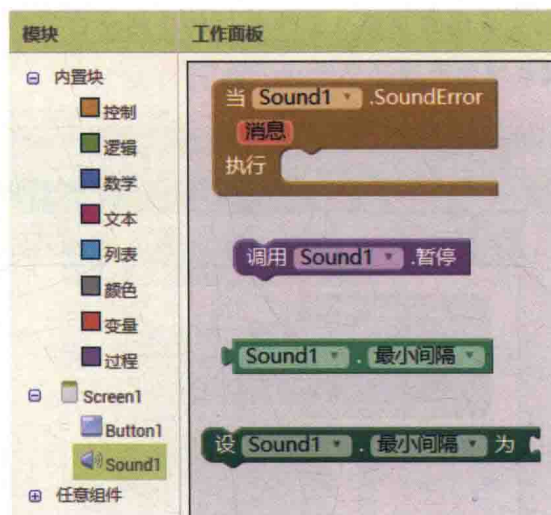 模块
工作面板
内置块
控制
逻辑
数学
文本
列表
颜色
变量
过程
Screen1
Button1
Sound1
任意组件
当 Sound1 .SoundError
消息
执行
调用 Sound1 .暂停
Sound1 . 最小间隔
设 Sound1 . 最小间隔 为